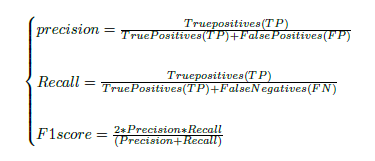 precision = Truepositives(TP) / TruePositives(TP)+FalsePositives(FP)
Recall = Truepositives(TP) / TruePositives(TP)+FalseNegatives(FN)
F1score = 2*Precision*Recall / (Precision+Recall)